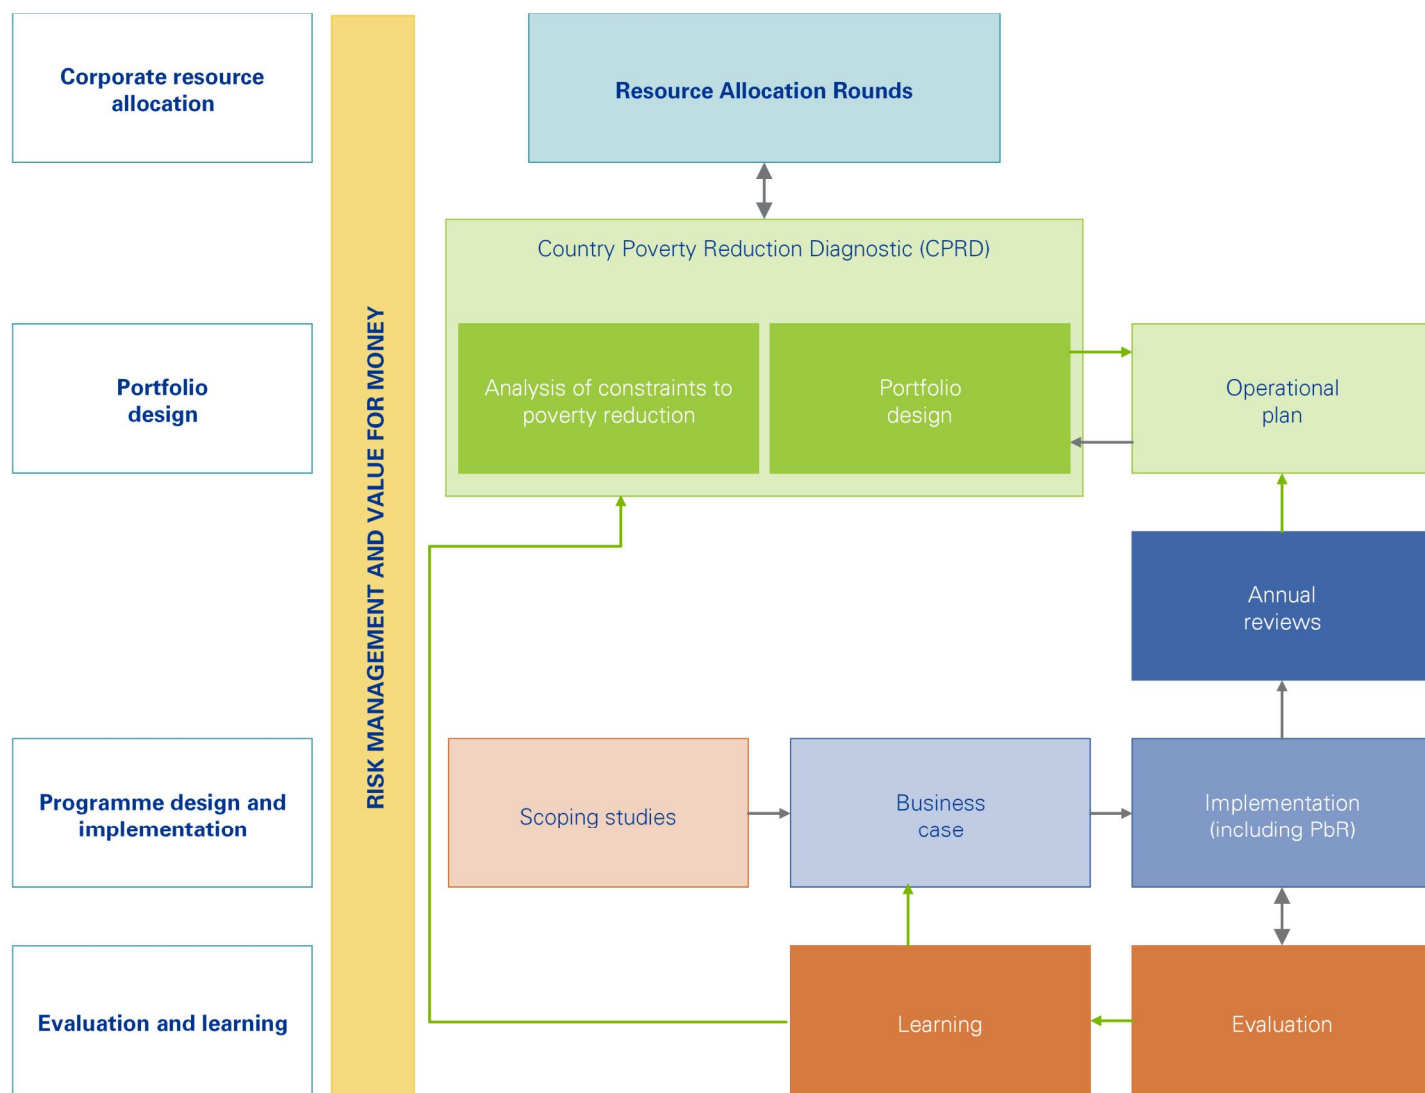 Corporate resource
allocation
Resource Allocation Rounds
RISK MANAGEMENT AND VALUE FOR MONEY
Country Poverty Reduction Diagnostic (CPRD)
Portfolio
design
Analysis of constraints to
poverty reduction
Portfolio
design
Operational
plan
Annual
reviews
Programme design and
implementation
Scoping studies
Business
case
Implementation
(including PbR)
Evaluation and learning
Learning
Evaluation